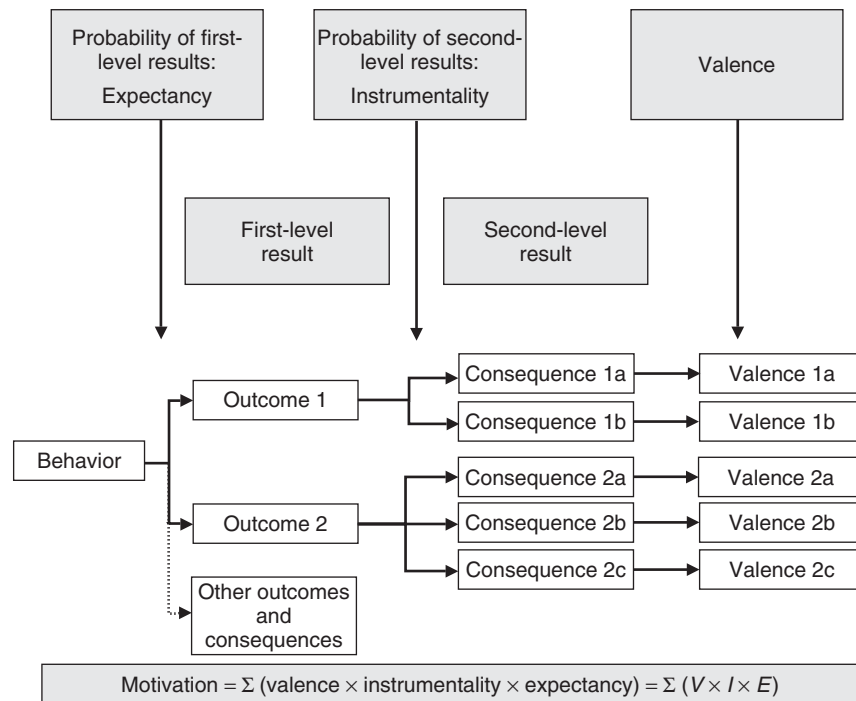 Probability of first-
level results:
Expectancy
Probability of second-
level results:
Instrumentality
Valence
First-level
result
Second-level
result
Behavior
Outcome 1
Outcome 2
Other outcomes
and
consequences
Consequence 1a
Consequence 1b
Consequence 2a
Consequence 2b
Consequence 2c
Valence 1a
Valence 1b
Valence 2a
Valence 2b
Valence 2c
Motivation = Σ (valence × instrumentality × expectancy) = Σ (V × I × E)